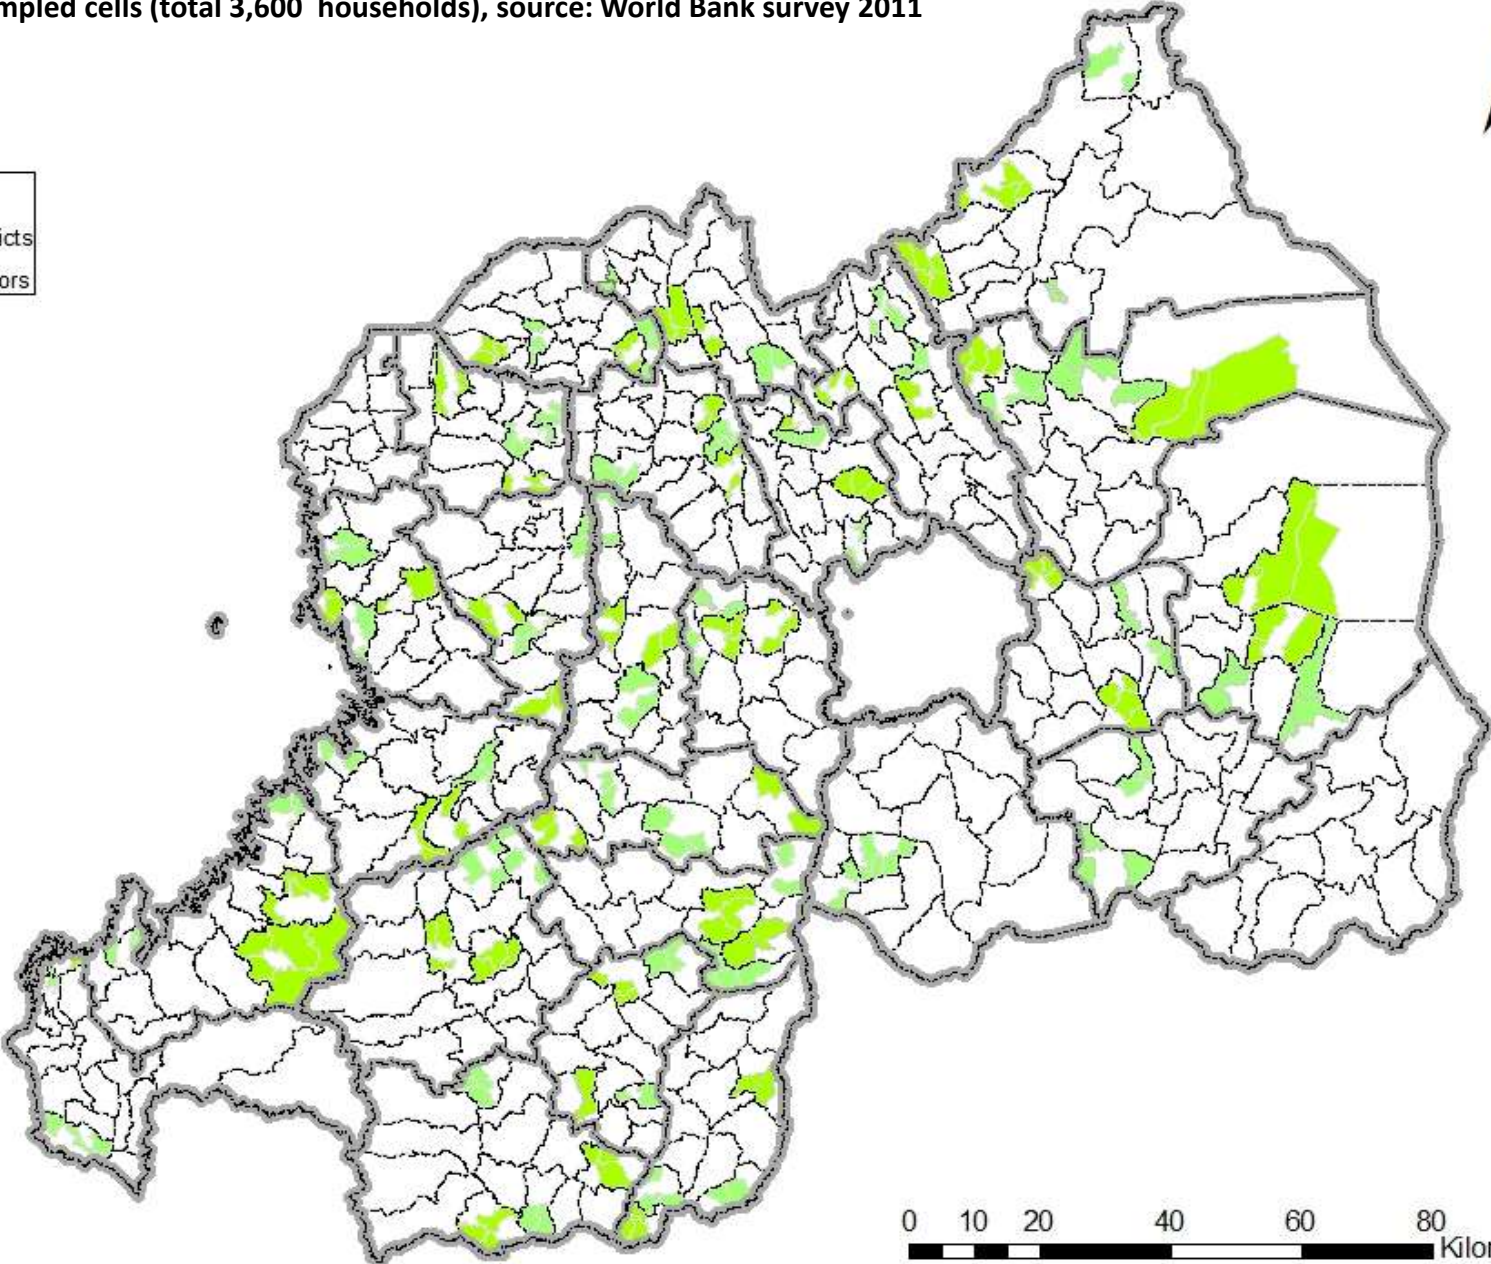 mpled cells (total 3,600 households), source: World Bank survey 2011
icts
ors
0 10 20 40 60 80
Kilon